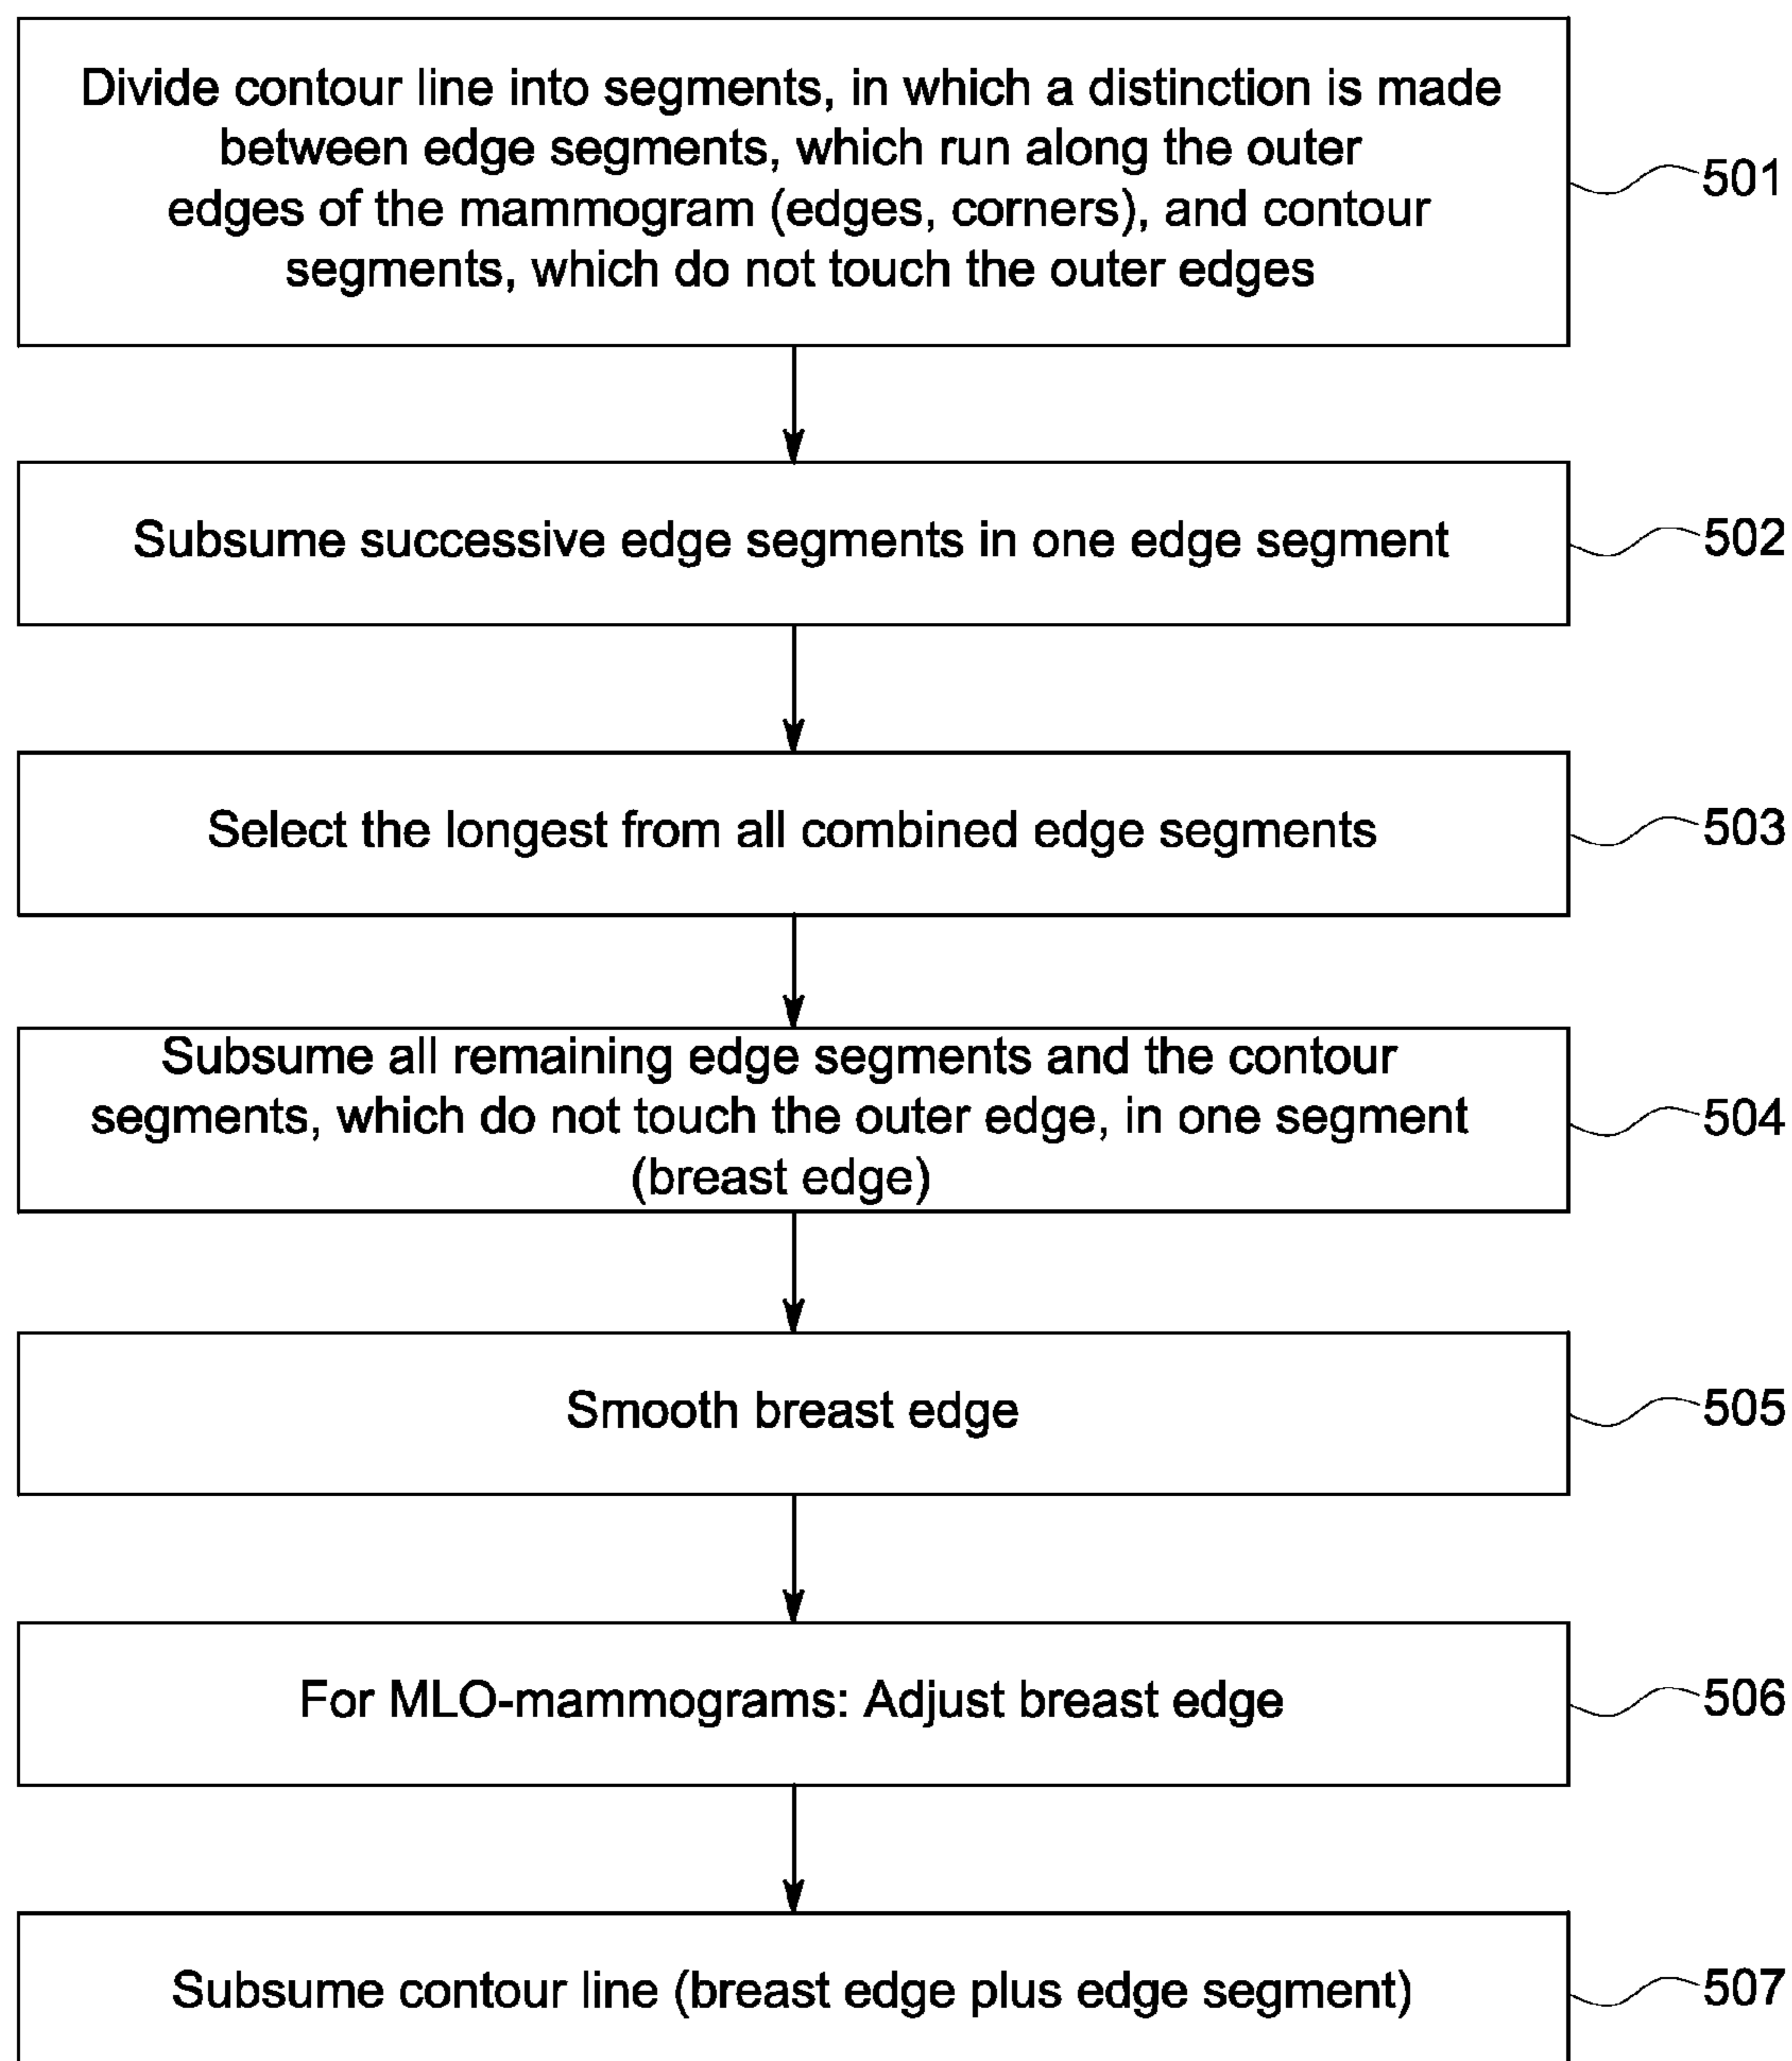 Divide contour line into segments, in which a distinction is made
between edge segments, which run along the outer
edges of the mammogram (edges, corners), and contour
segments, which do not touch the outer edges
501
Subsume successive edge segments in one edge segment
502
Select the longest from all combined edge segments
503
Subsume all remaining edge segments and the contour
segments, which do not touch the outer edge, in one segment
(breast edge)
504
Smooth breast edge
505
For MLO-mammograms: Adjust breast edge
506
Subsume contour line (breast edge plus edge segment)
507